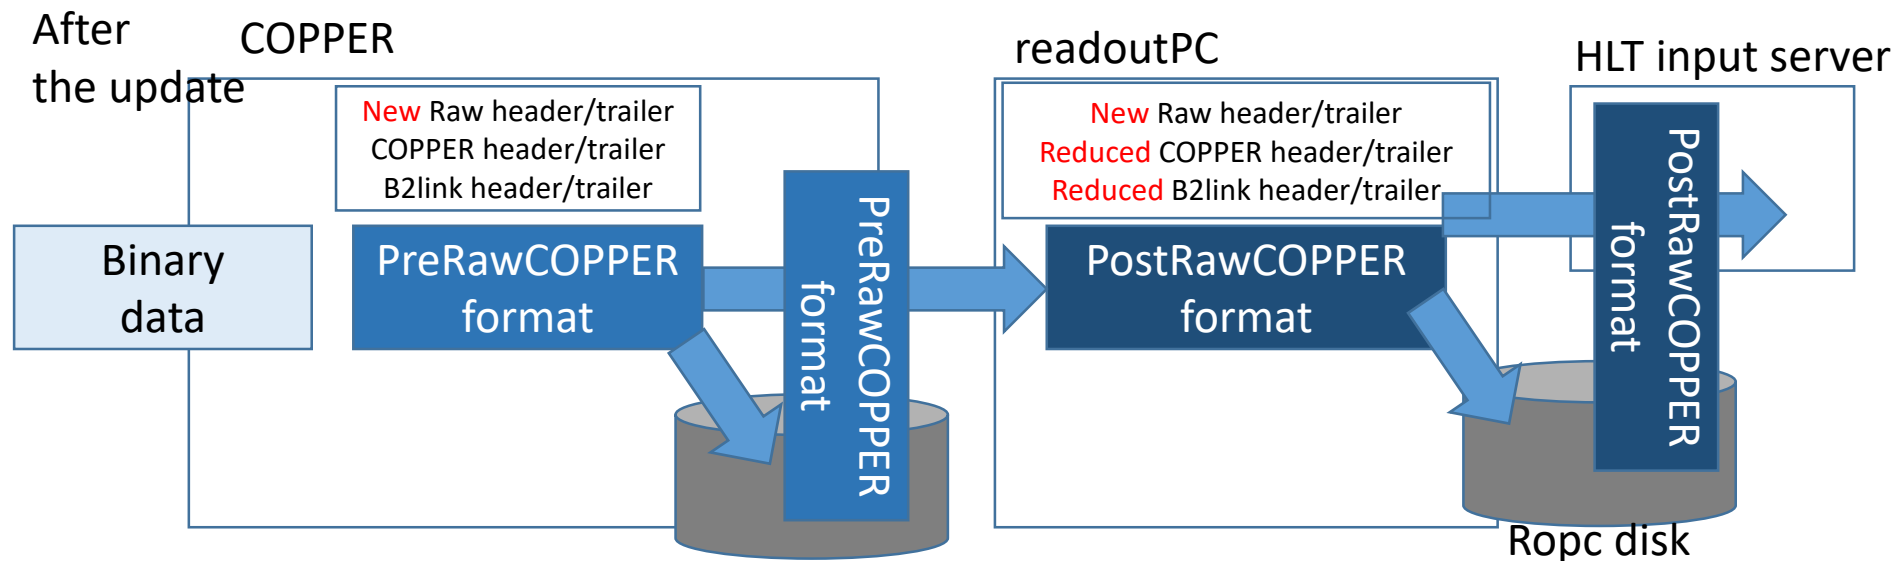 After
the update
COPPER
readoutPC
HLT input server
New Raw header/trailer
COPPER header/trailer
B2link header/trailer
New Raw header/trailer
Reduced COPPER header/trailer
Reduced B2link header/trailer
Binary
data
PreRawCOPPER
format
PreRawCOPPER
format
PostRawCOPPER
format
PostRawCOPPER
format
Ropc disk